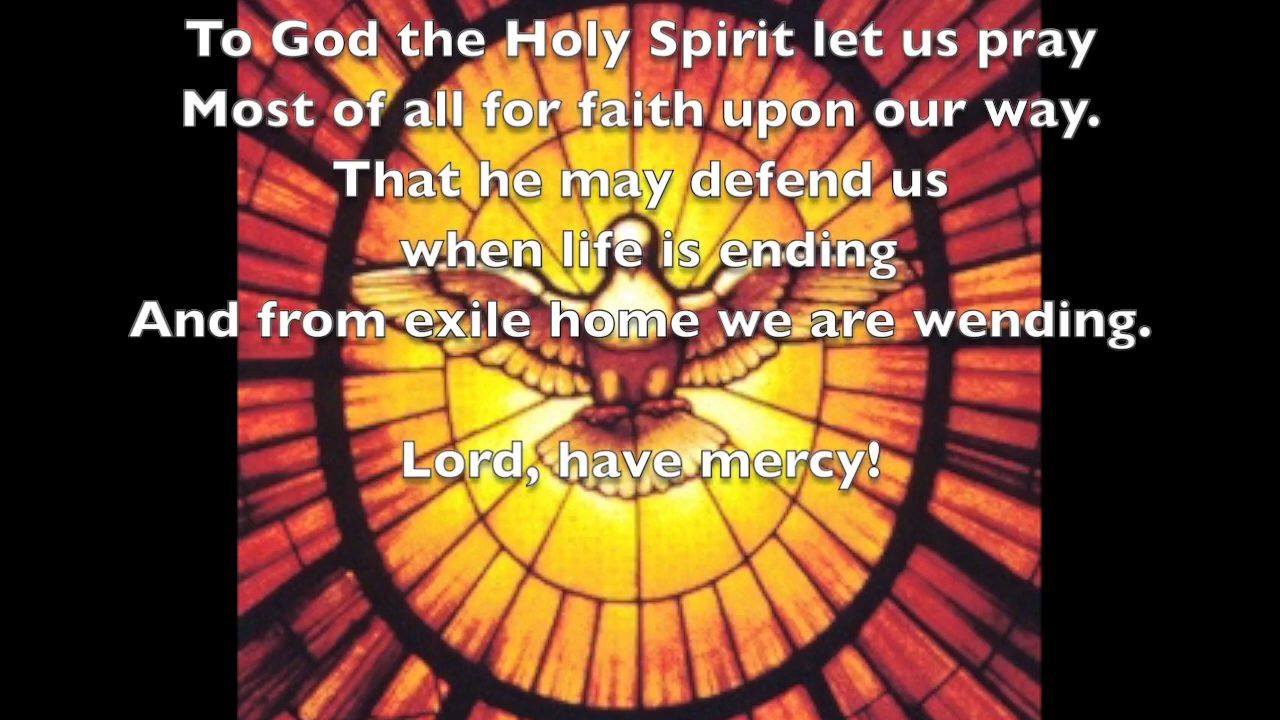 To God the Holy Spirit let us pray
Most of all for faith upon our way.
That he may defend us
when life is ending
And from exile home we are wending.
Lord, have mercy!